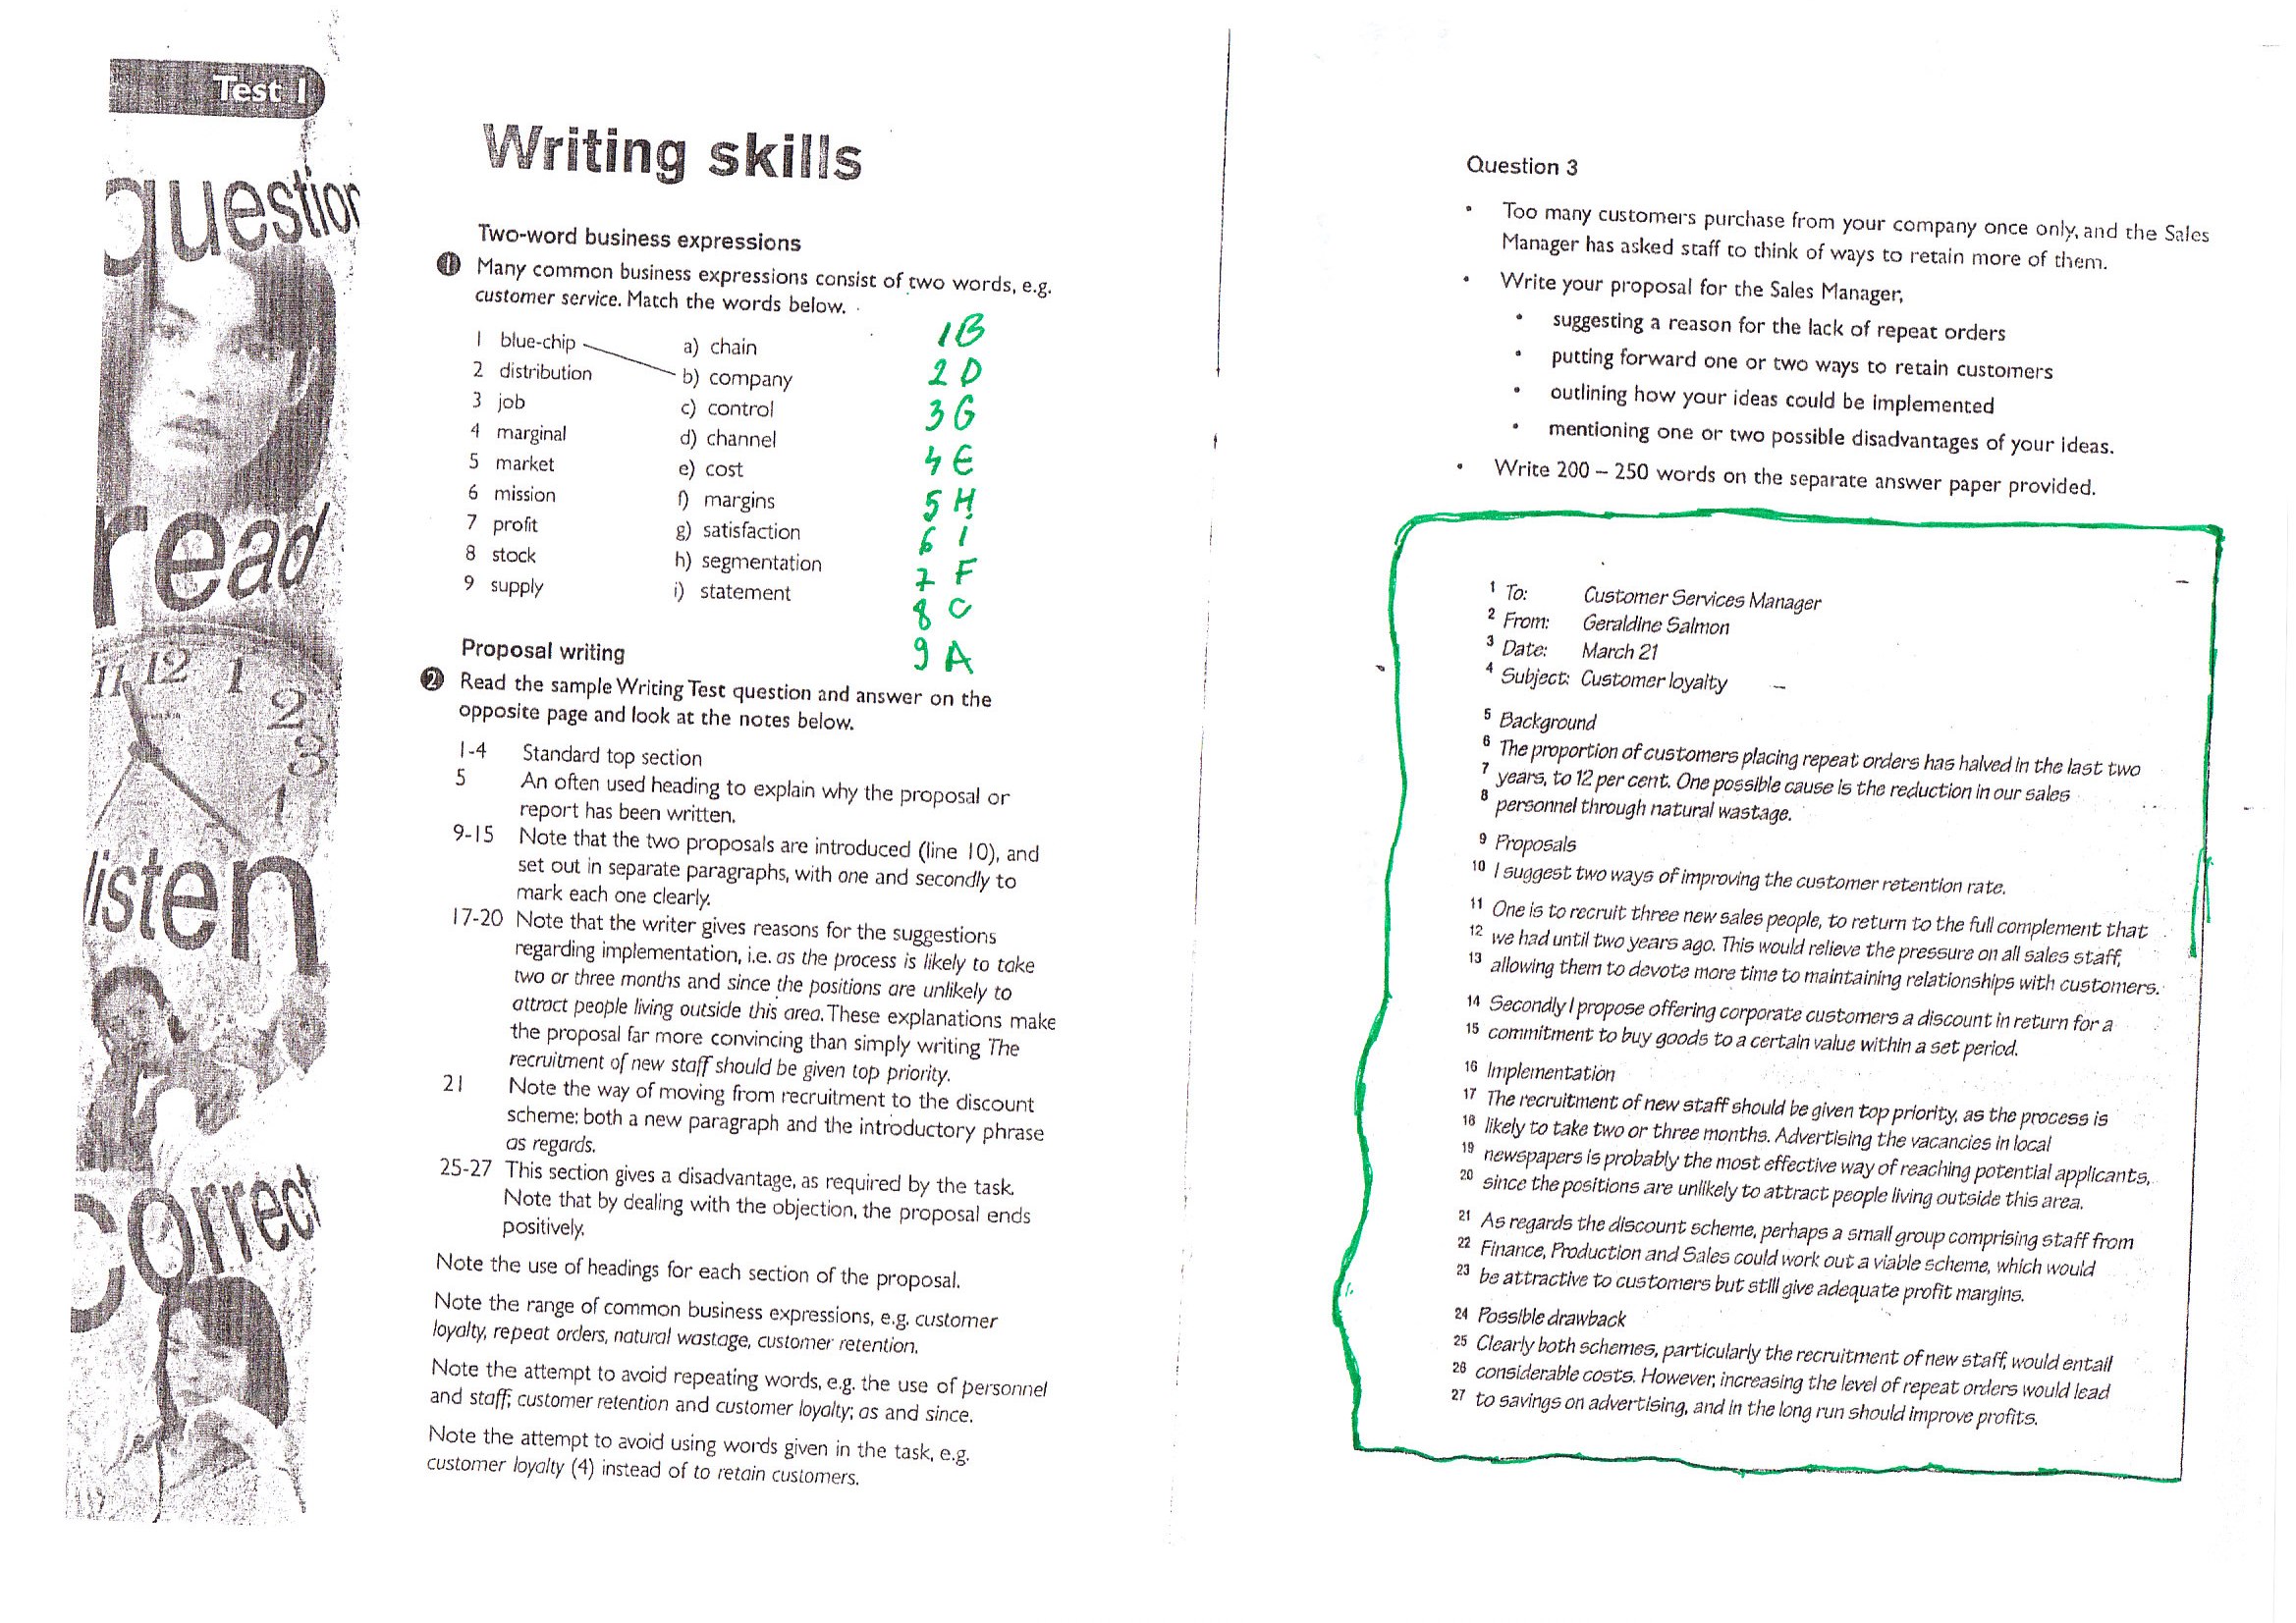 Test 1
question
read
11 12 1
2
3
listen
correct
Writing skills
Two-word business expressions
1 Many common business expressions consist of two words, e.g.
customer service. Match the words below.
1 blue-chip a) chain
2 distribution b) company
3 job c) control
4 marginal d) channel
5 market e) cost
6 mission f) margins
7 profit g) satisfaction
8 stock h) segmentation
9 supply i) statement
1 B
2 D
3 G
4 E
5 H
6 I
7 F
8 C
9 A
Proposal writing
2 Read the sample Writing Test question and answer on the
opposite page and look at the notes below.
1-4 Standard top section
5 An often used heading to explain why the proposal or
report has been written.
9-15 Note that the two proposals are introduced (line 10), and
set out in separate paragraphs, with one and secondly to
mark each one clearly.
17-20 Note that the writer gives reasons for the suggestions
regarding implementation, i.e. as the process is likely to take
two or three months and since the positions are unlikely to
attract people living outside this area. These explanations make
the proposal far more convincing than simply writing The
recruitment of new staff should be given top priority.
21 Note the way of moving from recruitment to the discount
scheme: both a new paragraph and the introductory phrase
as regards.
25-27 This section gives a disadvantage, as required by the task.
Note that by dealing with the objection, the proposal ends
positively.
Note the use of headings for each section of the proposal.
Note the range of common business expressions, e.g. customer
loyalty, repeat orders, natural wastage, customer retention.
Note the attempt to avoid repeating words, e.g. the use of personnel
and staff; customer retention and customer loyalty; as and since.
Note the attempt to avoid using words given in the task, e.g.
customer loyalty (4) instead of to retain customers.
Question 3
• Too many customers purchase from your company once only, and the Sales
Manager has asked staff to think of ways to retain more of them.
• Write your proposal for the Sales Manager,
• suggesting a reason for the lack of repeat orders
• putting forward one or two ways to retain customers
• outlining how your ideas could be implemented
• mentioning one or two possible disadvantages of your ideas.
• Write 200 – 250 words on the separate answer paper provided.
1 To: Customer Services Manager
2 From: Geraldine Salmon
3 Date: March 21
4 Subject: Customer loyalty
5 Background
6 The proportion of customers placing repeat orders has halved in the last two
7 years, to 12 per cent. One possible cause is the reduction in our sales
8 personnel through natural wastage.
9 Proposals
10 I suggest two ways of improving the customer retention rate.
11 One is to recruit three new sales people, to return to the full complement that
12 we had until two years ago. This would relieve the pressure on all sales staff,
13 allowing them to devote more time to maintaining relationships with customers.
14 Secondly I propose offering corporate customers a discount in return for a
15 commitment to buy goods to a certain value within a set period.
16 Implementation
17 The recruitment of new staff should be given top priority, as the process is
18 likely to take two or three months. Advertising the vacancies in local
19 newspapers is probably the most effective way of reaching potential applicants,
20 since the positions are unlikely to attract people living outside this area.
21 As regards the discount scheme, perhaps a small group comprising staff from
22 Finance, Production and Sales could work out a viable scheme, which would
23 be attractive to customers but still give adequate profit margins.
24 Possible drawback
25 Clearly both schemes, particularly the recruitment of new staff, would entail
26 considerable costs. However, increasing the level of repeat orders would lead
27 to savings on advertising, and in the long run should improve profits.